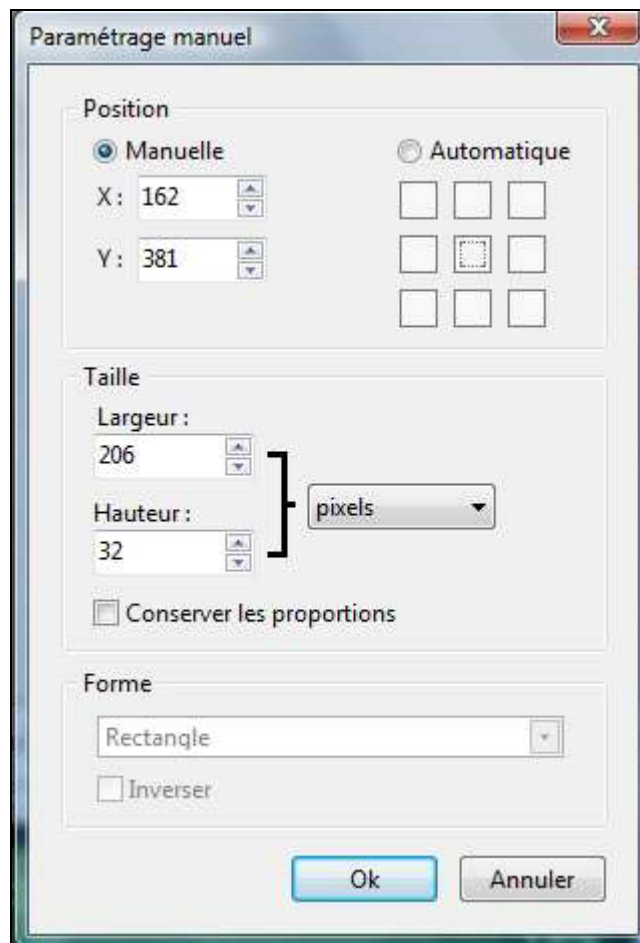 Paramétrage manuel
Position
Manuelle
Automatique
X : 162
Y : 381
Taille
Largeur :
206
Hauteur :
32
pixels
Conserver les proportions
Forme
Rectangle
Inverser
Ok
Annuler